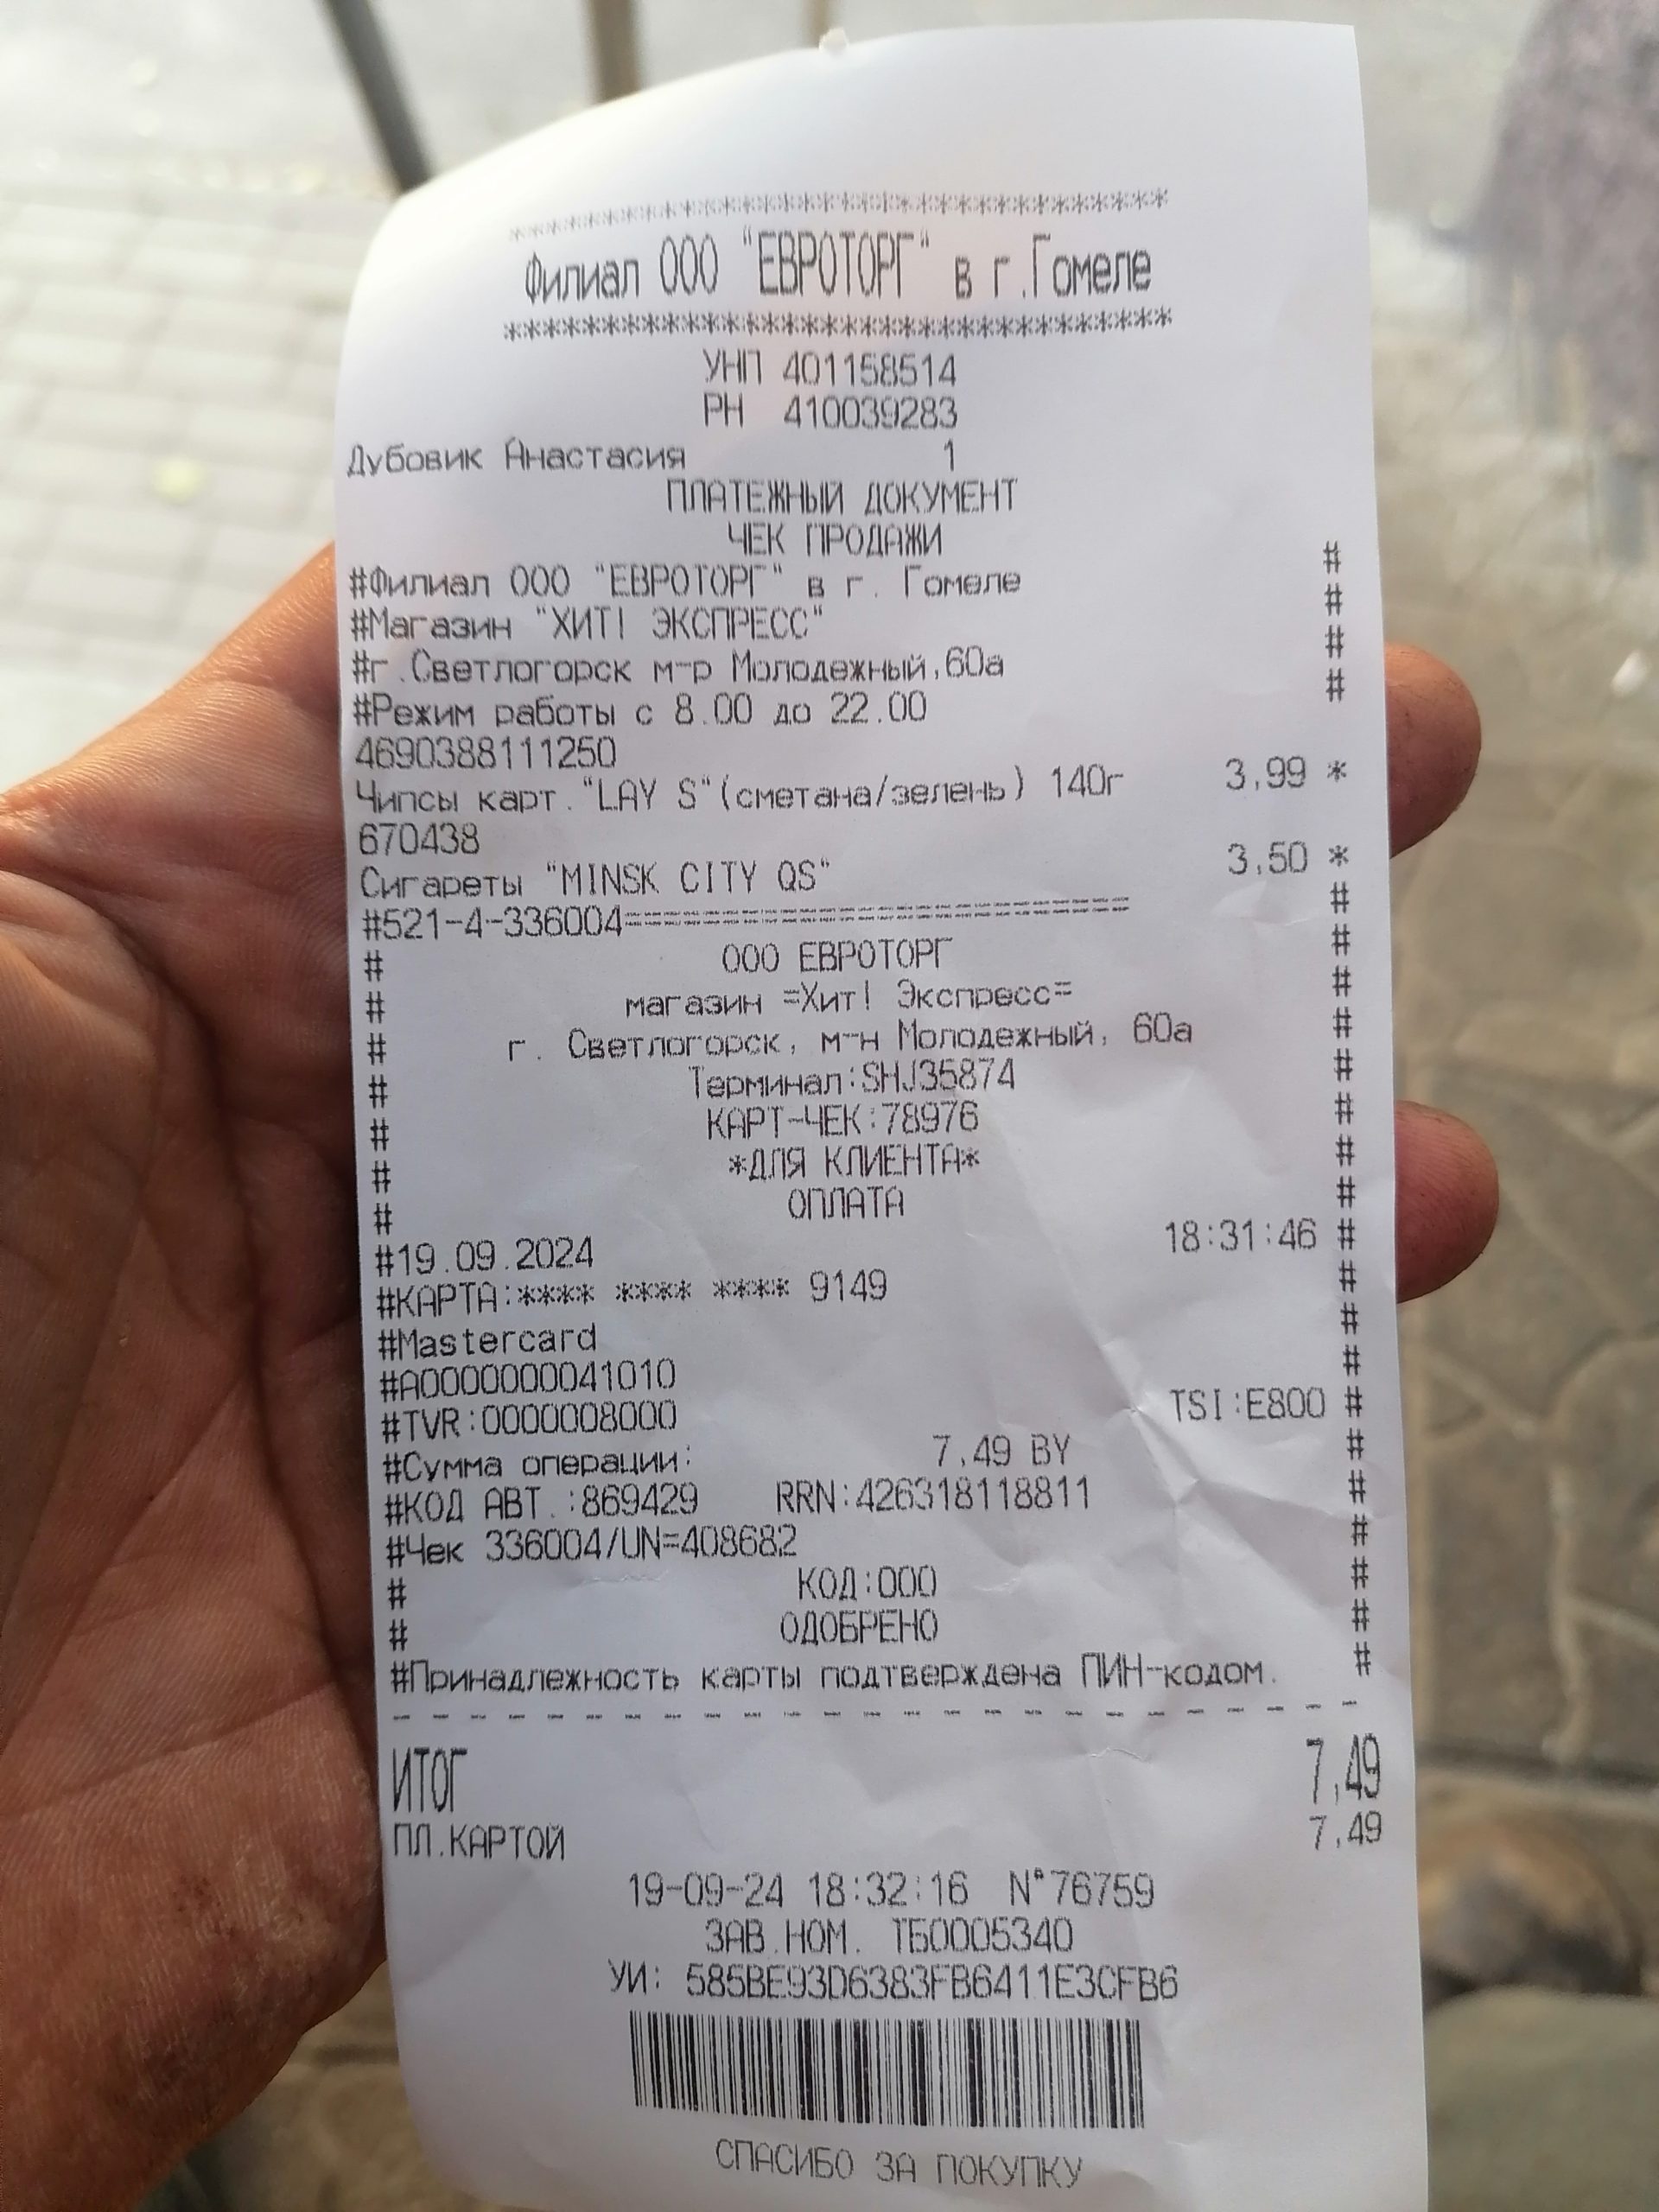 *********************************
Филиал ООО "ЕВРОТОРГ" в г.Гомеле
*********************************
УНП 401158514
РН 410039283
Дубовик Анастасия 1
ПЛАТЕЖНЫЙ ДОКУМЕНТ
ЧЕК ПРОДАЖИ
#Филиал ООО "ЕВРОТОРГ" в г. Гомеле #
#Магазин "ХИТ! ЭКСПРЕСС" #
#г.Светлогорск м-р Молодежный,60а #
#Режим работы с 8.00 до 22.00 #
4690388111250
Чипсы карт."LAY S"(сметана/зелень) 140г 3,99 *
670438
Сигареты "MINSK CITY QS" 3,50 *
#521-4-336004========================== #
# ООО ЕВРОТОРГ #
# магазин =Хит! Экспресс= #
# г. Светлогорск, м-н Молодежный, 60а #
# Терминал:SHJ35874 #
# КАРТ-ЧЕК:78976 #
# *ДЛЯ КЛИЕНТА* #
# ОПЛАТА #
#19.09.2024 18:31:46 #
#КАРТА:**** **** **** 9149 #
#Mastercard #
#A0000000041010 #
#TVR:0000008000 TSI:E800 #
#Сумма операции: 7,49 BY #
#КОД АВТ.:869429 RRN:426318118811 #
#Чек 336004/UN=408682 #
# КОД:000 #
# ОДОБРЕНО #
#Принадлежность карты подтверждена ПИН-кодом. #
- - - - - - - - - - - - - - - - - - - - - - - - -
ИТОГ 7,49
ПЛ.КАРТОЙ 7,49
19-09-24 18:32:16 N°76759
ЗАВ.НОМ. ТБ0005340
УИ: 585BE93D6383FB6411E3CFB6
СПАСИБО ЗА ПОКУПКУ